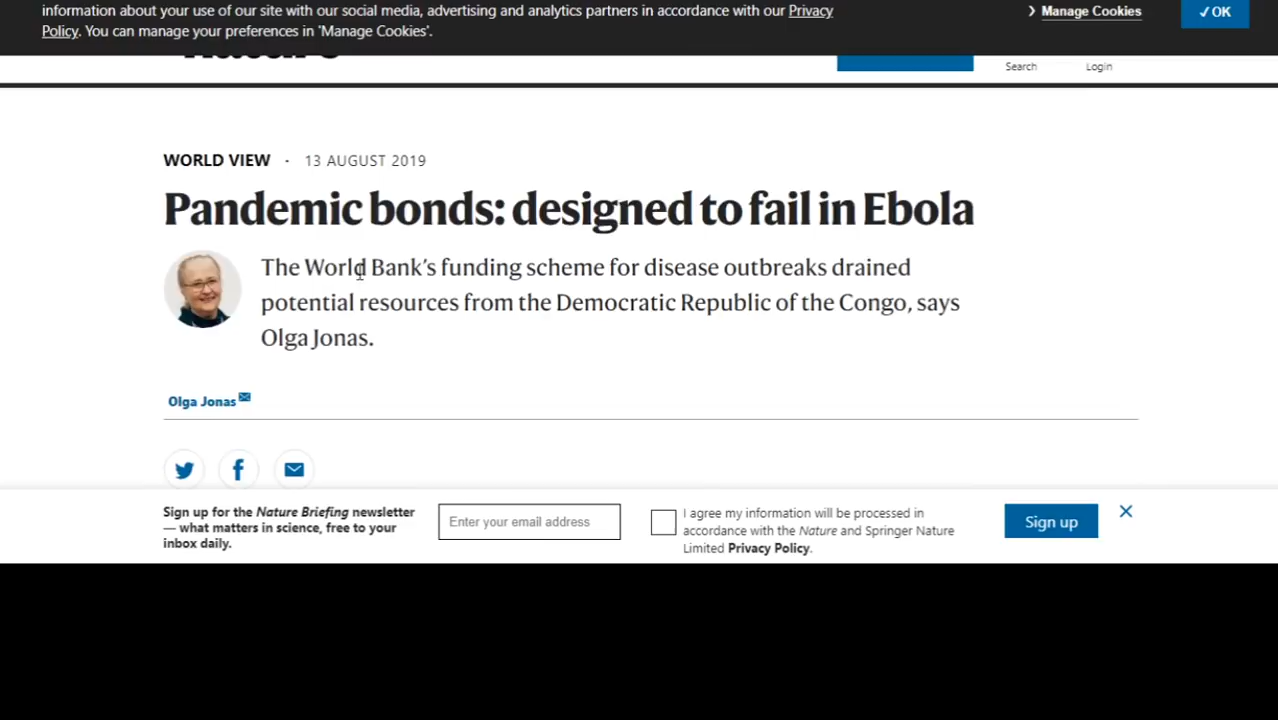 information about your use of our site with our social media, advertising and analytics partners in accordance with our Privacy
Policy. You can manage your preferences in 'Manage Cookies'.
Manage Cookies
✓OK
Search
Login
WORLD VIEW · 13 AUGUST 2019
Pandemic bonds: designed to fail in Ebola
The World Bank's funding scheme for disease outbreaks drained
potential resources from the Democratic Republic of the Congo, says
Olga Jonas.
Olga Jonas
Sign up for the Nature Briefing newsletter
— what matters in science, free to your
inbox daily.
Enter your email address
I agree my information will be processed in
accordance with the Nature and Springer Nature
Limited Privacy Policy.
Sign up